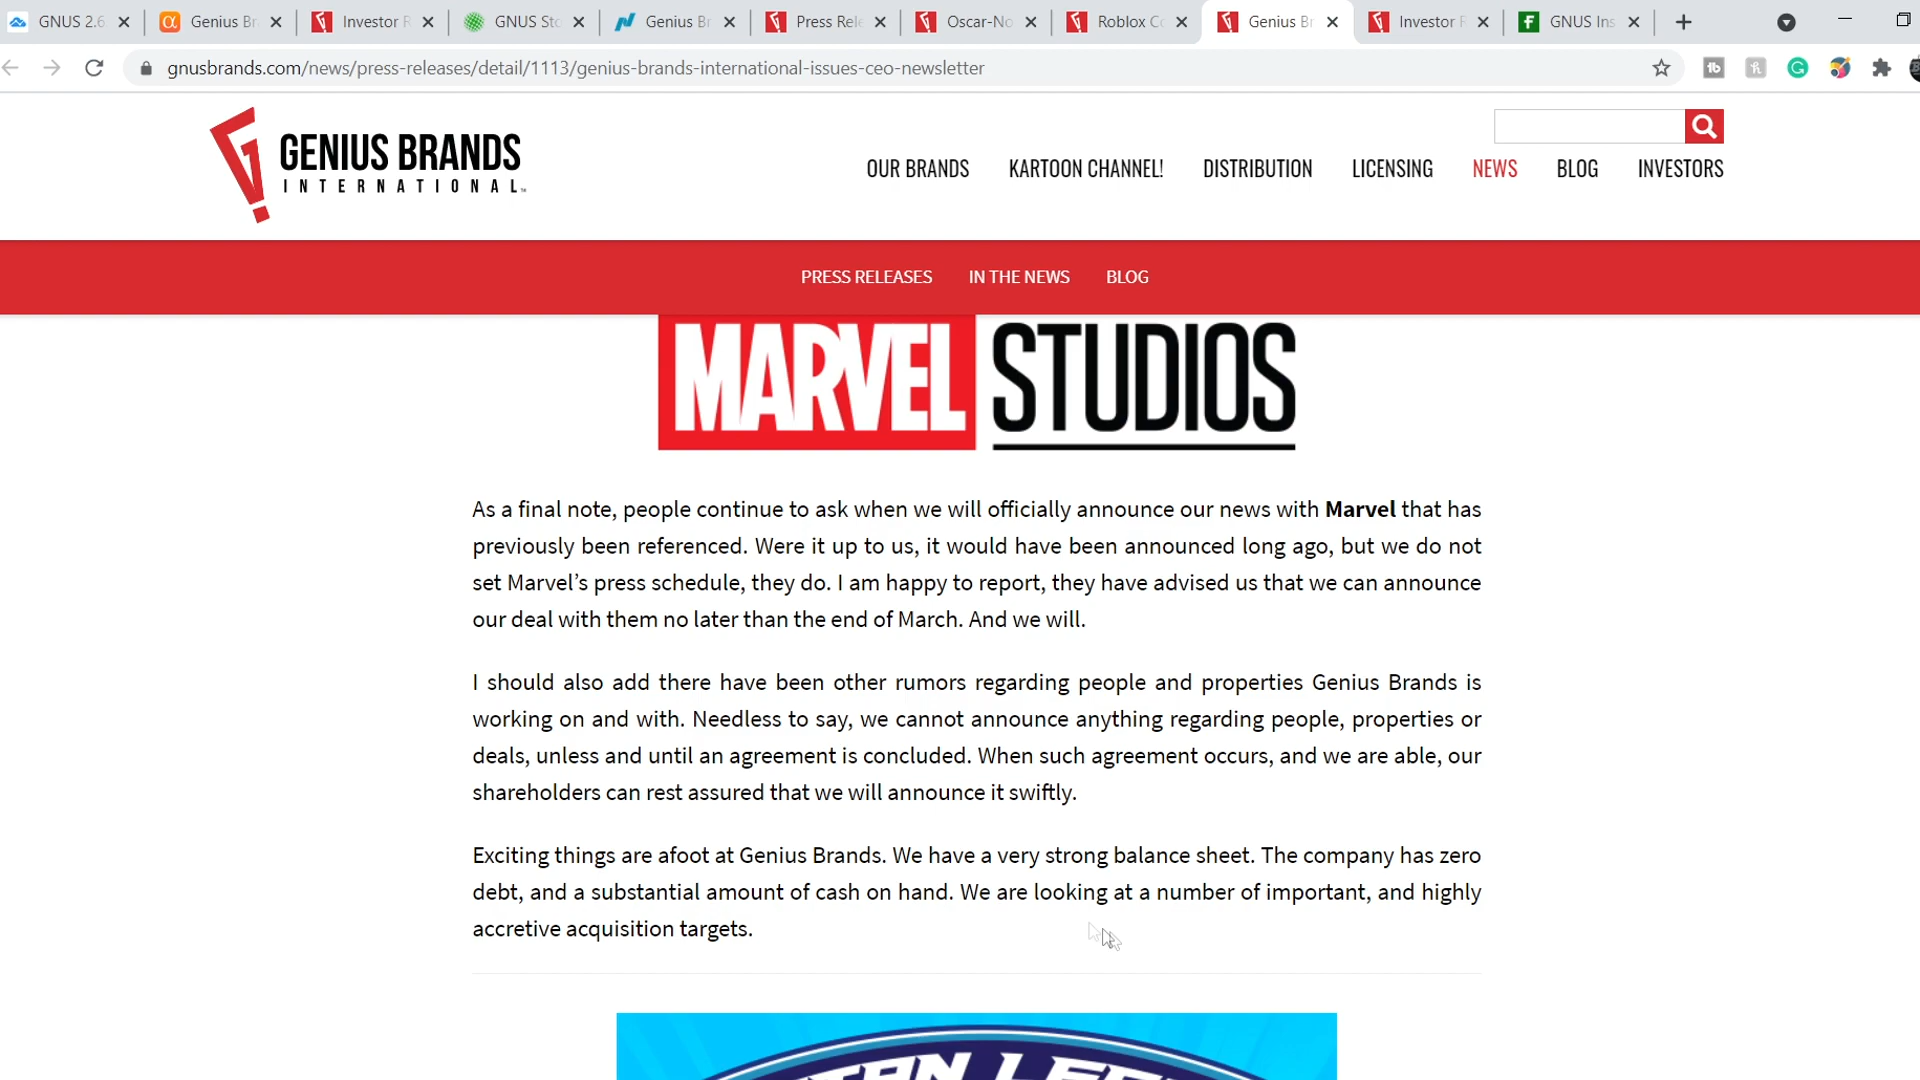 GNUS 2.6 Genius Br Investor R GNUS Sto Genius Br Press Rele Oscar-No Roblox Co Genius Br Investor R GNUS Ins
gnusbrands.com/news/press-releases/detail/1113/genius-brands-international-issues-ceo-newsletter
GENIUS BRANDS
INTERNATIONAL
OUR BRANDS KARTOON CHANNEL! DISTRIBUTION LICENSING NEWS BLOG INVESTORS
PRESS RELEASES IN THE NEWS BLOG
MARVEL STUDIOS
As a final note, people continue to ask when we will officially announce our news with Marvel that has
previously been referenced. Were it up to us, it would have been announced long ago, but we do not
set Marvel’s press schedule, they do. I am happy to report, they have advised us that we can announce
our deal with them no later than the end of March. And we will.
I should also add there have been other rumors regarding people and properties Genius Brands is
working on and with. Needless to say, we cannot announce anything regarding people, properties or
deals, unless and until an agreement is concluded. When such agreement occurs, and we are able, our
shareholders can rest assured that we will announce it swiftly.
Exciting things are afoot at Genius Brands. We have a very strong balance sheet. The company has zero
debt, and a substantial amount of cash on hand. We are looking at a number of important, and highly
accretive acquisition targets.